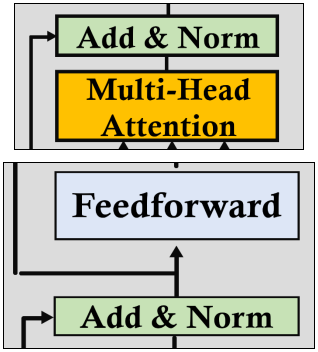 Add & Norm
Multi-Head
Attention
Feedforward
Add & Norm